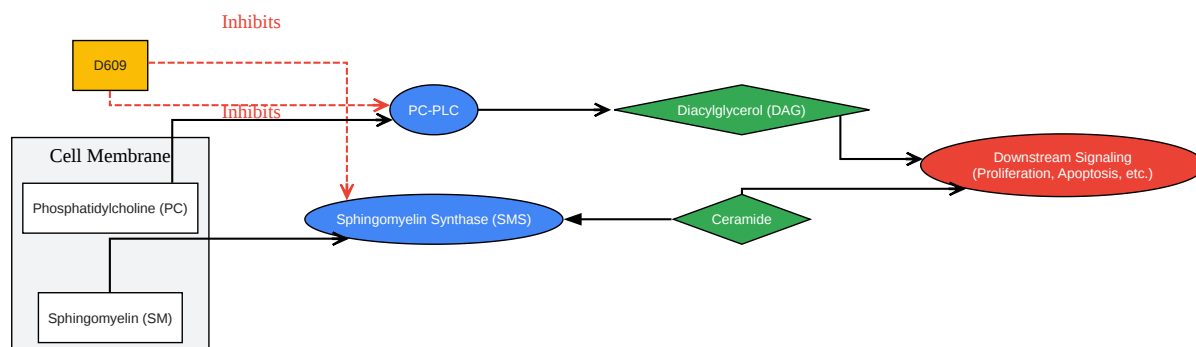 Inhibits
D609
Inhibits
PC-PLC
Diacylglycerol (DAG)
Cell Membrane
Downstream Signaling
(Proliferation, Apoptosis, etc.)
Phosphatidylcholine (PC)
Sphingomyelin Synthase (SMS)
Ceramide
Sphingomyelin (SM)